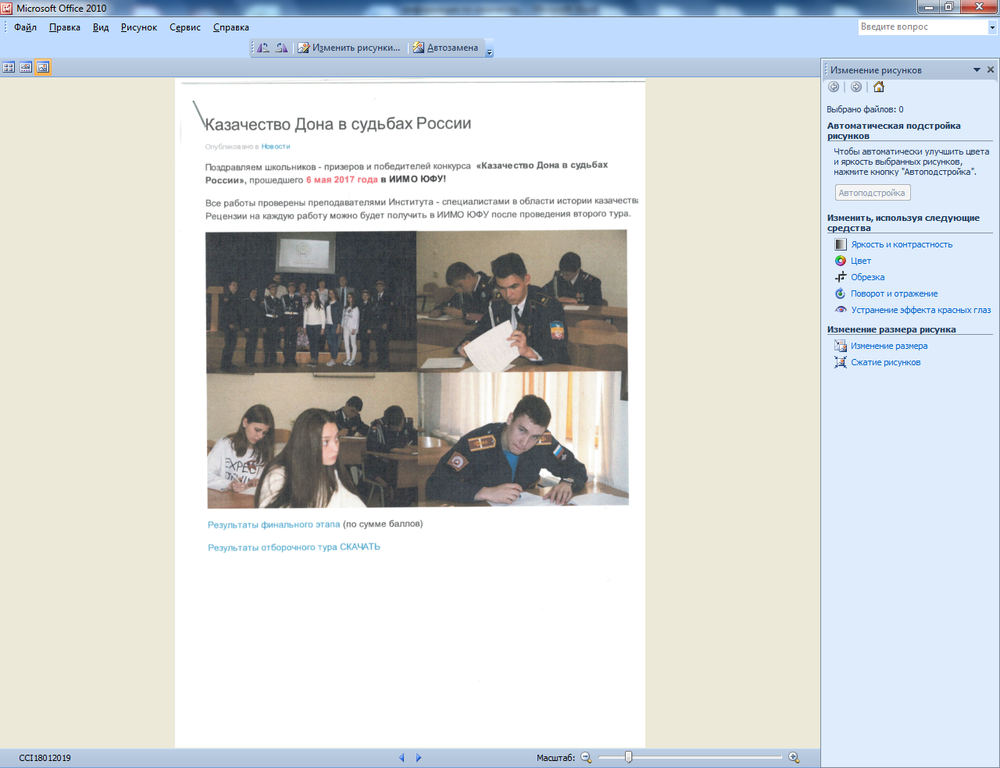 Microsoft Office 2010
Файл Правка Вид Рисунок Сервис Справка
Введите вопрос
Изменить рисунки... Автозамена
Изменение рисунков
Выбрано файлов: 0
Автоматическая подстройка
рисунков
Чтобы автоматически улучшить цвета
и яркость выбранных рисунков,
нажмите кнопку "Автоподстройка".
Автоподстройка
Изменить, используя следующие
средства
Яркость и контрастность
Цвет
Обрезка
Поворот и отражение
Устранение эффекта красных глаз
Изменение размера рисунка
Изменение размера
Сжатие рисунков
Казачество Дона в судьбах России
Опубликовано в Новости
Поздравляем школьников - призеров и победителей конкурса «Казачество Дона в судьбах
России», прошедшего 6 мая 2017 года в ИИМО ЮФУ!
Все работы проверены преподавателями Института - специалистами в области истории казачества
Рецензии на каждую работу можно будет получить в ИИМО ЮФУ после проведения второго тура.
EXPECT
Результаты финального этапа (по сумме баллов)
Результаты отборочного тура СКАЧАТЬ
CCI18012019
Масштаб: